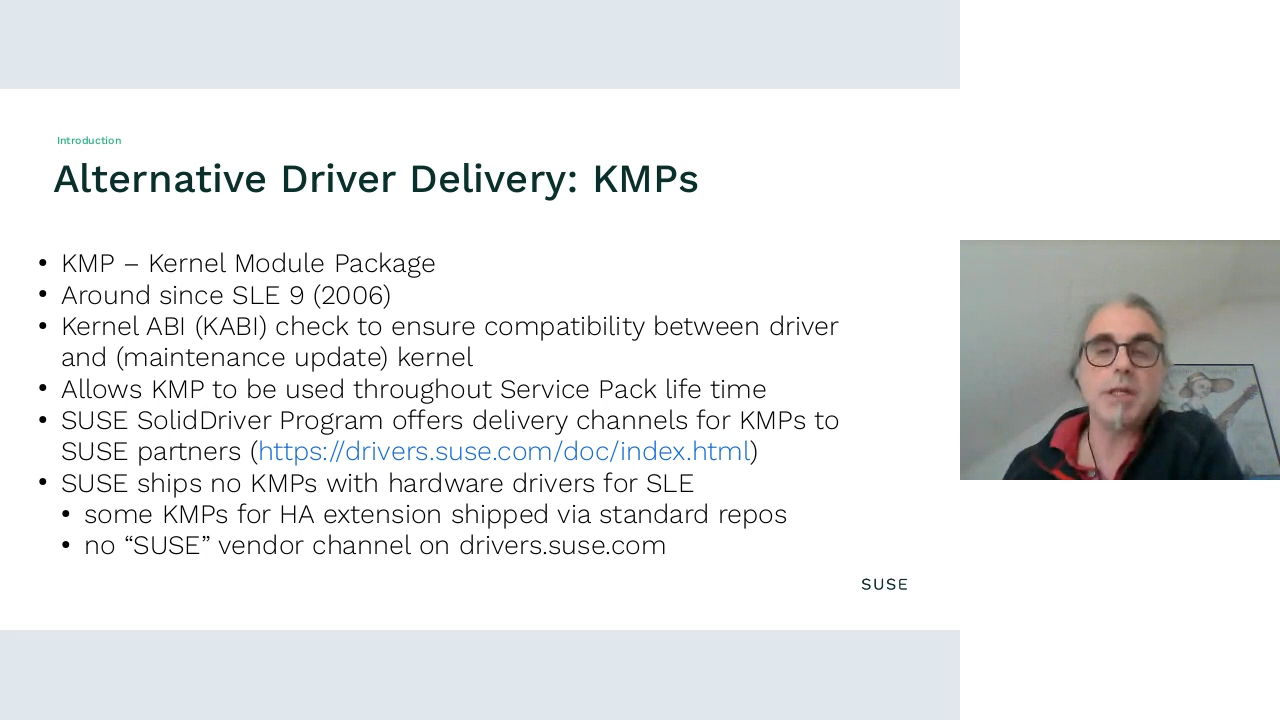 Introduction
Alternative Driver Delivery: KMPs
• KMP – Kernel Module Package
• Around since SLE 9 (2006)
• Kernel ABI (KABI) check to ensure compatibility between driver
and (maintenance update) kernel
• Allows KMP to be used throughout Service Pack life time
• SUSE SolidDriver Program offers delivery channels for KMPs to
SUSE partners (https://drivers.suse.com/doc/index.html)
• SUSE ships no KMPs with hardware drivers for SLE
• some KMPs for HA extension shipped via standard repos
• no “SUSE” vendor channel on drivers.suse.com
SUSE